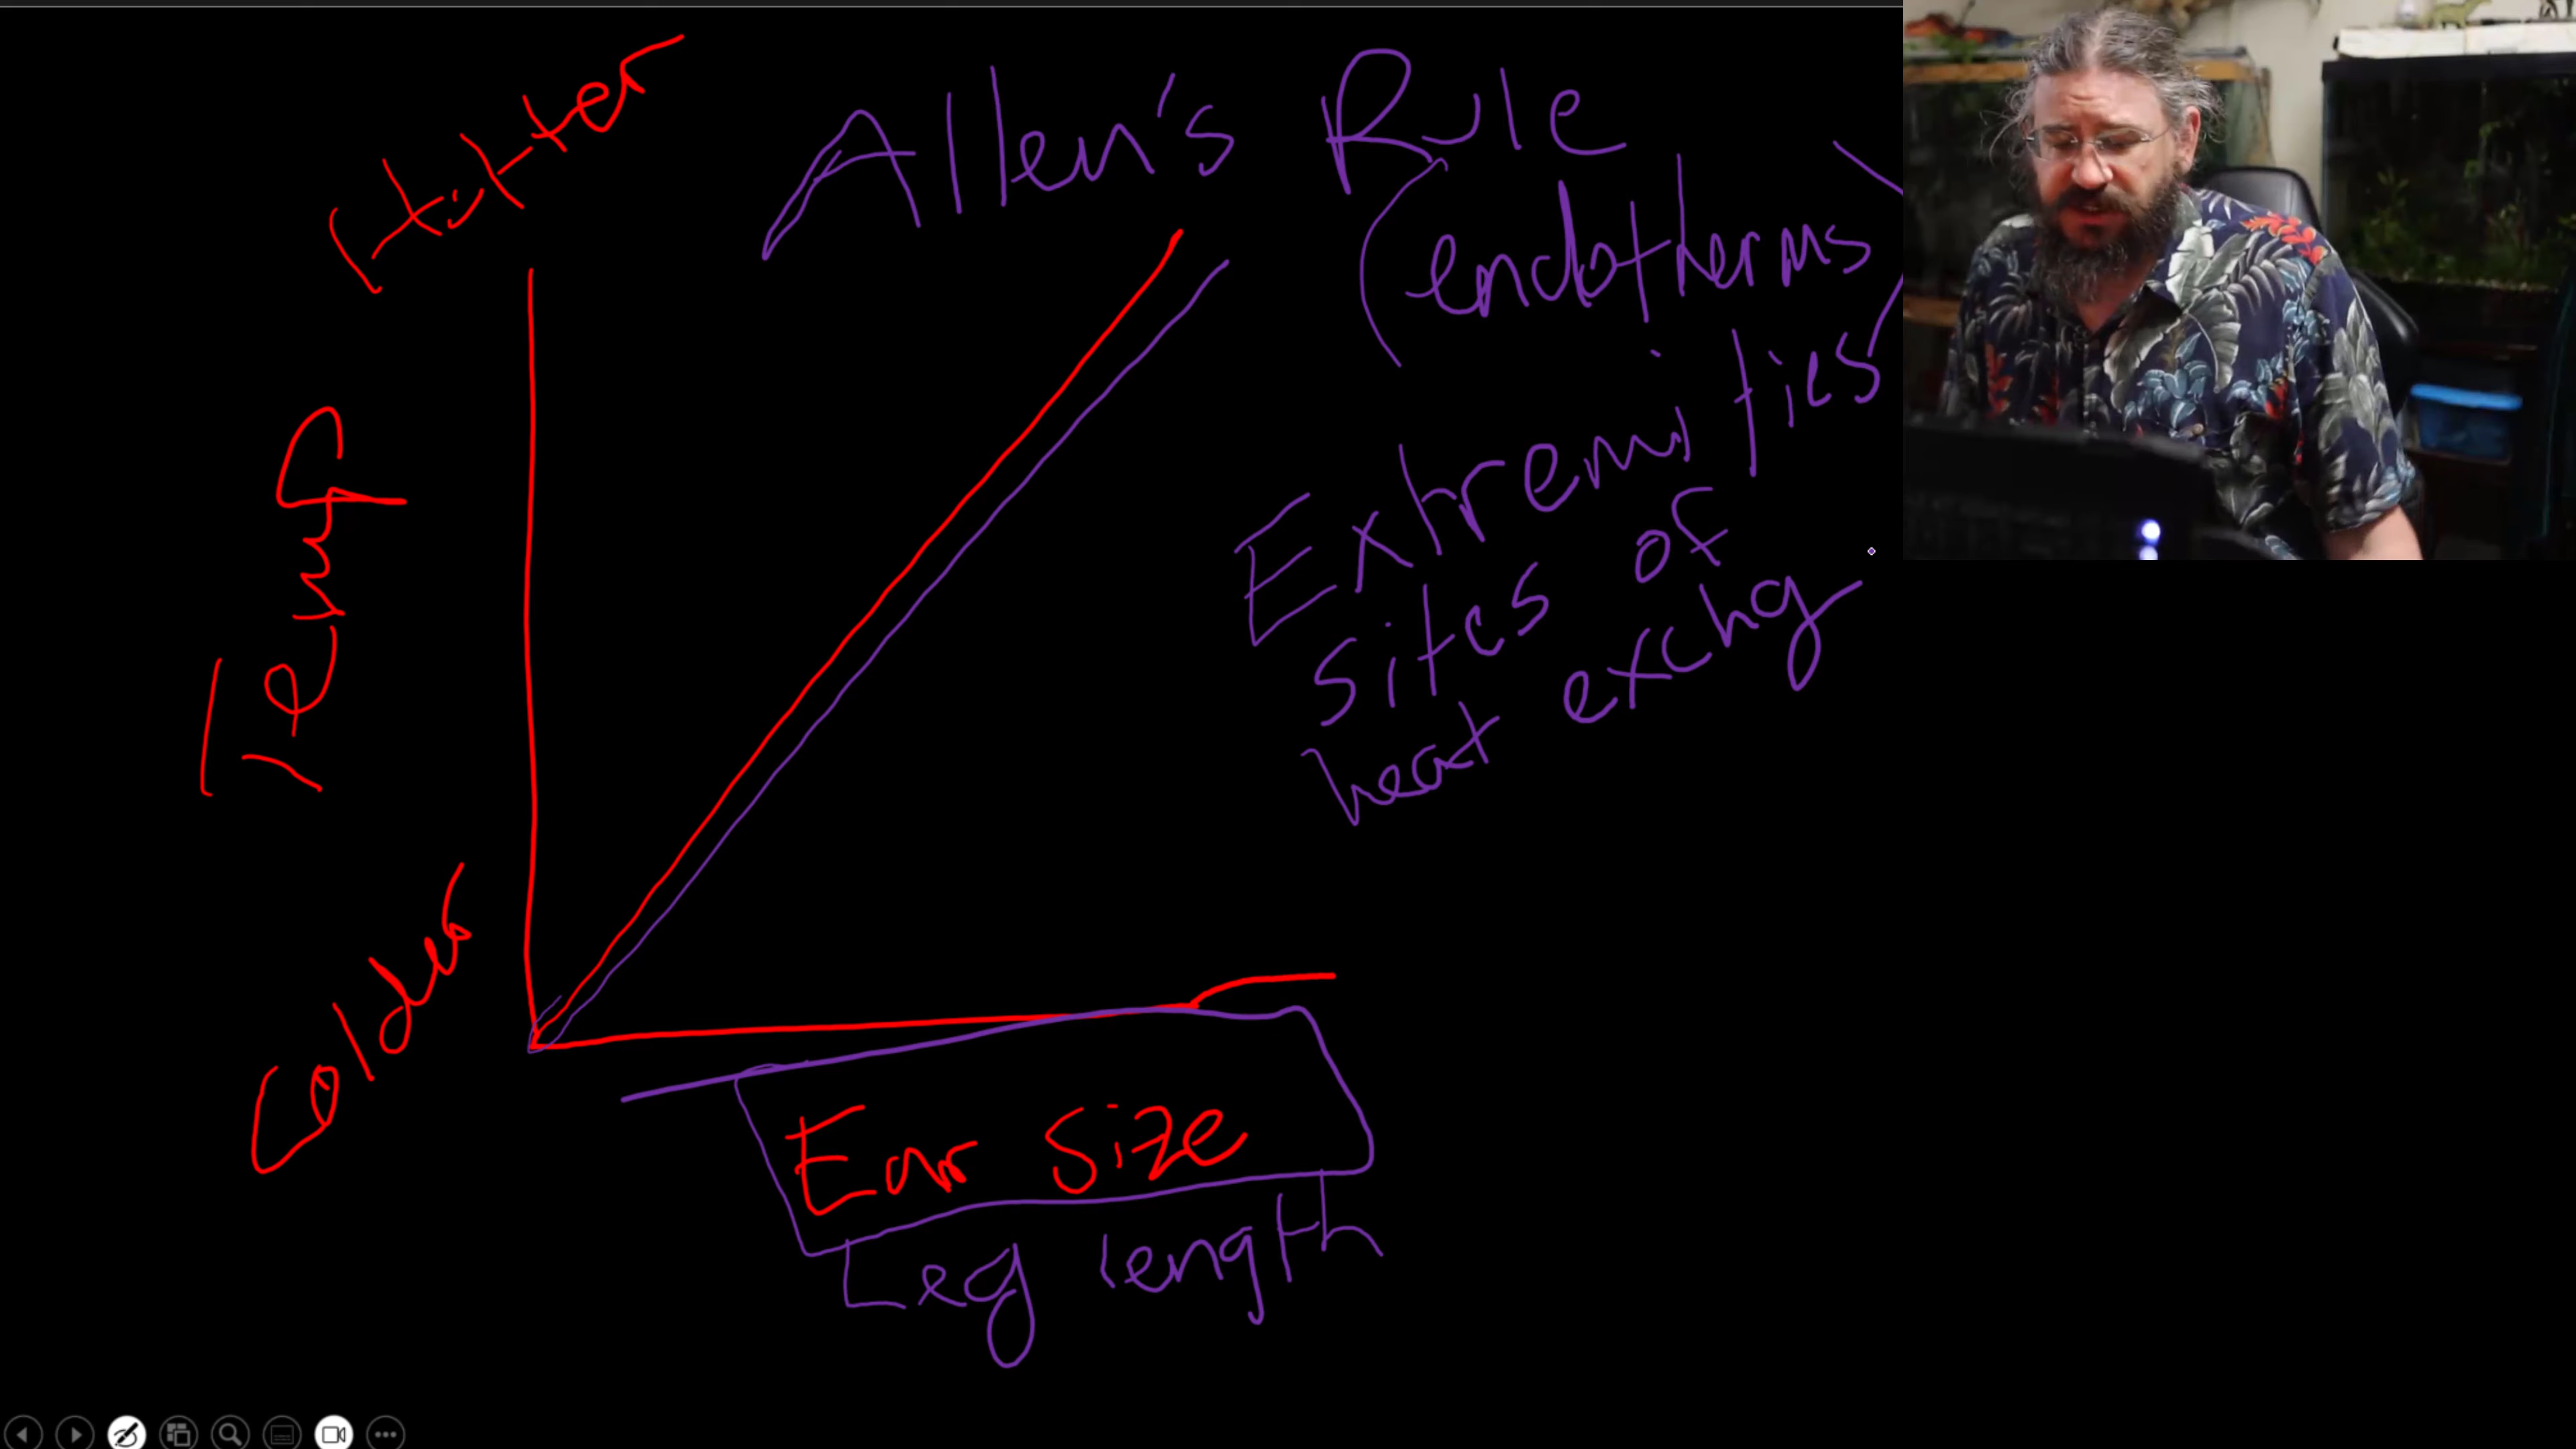 Hotter
Allen's Rule
(endotherms)
Temp
Extremities
sites of
heat exchg
Colder
Ear Size
Leg length